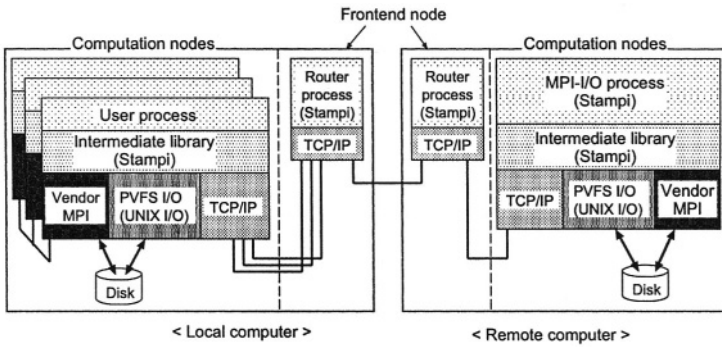 Frontend node
Computation nodes
Router
process
(Stampi)
TCP/IP
User process
Intermediate library
(Stampi)
Vendor
MPI
PVFS I/O
(UNIX I/O)
TCP/IP
Disk
< Local computer >
Computation nodes
Router
process
(Stampi)
TCP/IP
MPI-I/O process
(Stampi)
Intermediate library
(Stampi)
TCP/IP
PVFS I/O
(UNIX I/O)
Vendor
MPI
Disk
< Remote computer >